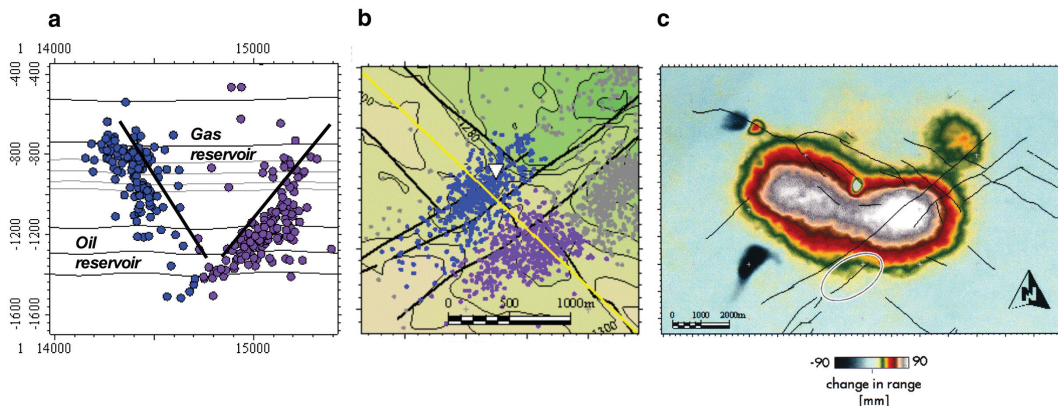 a
b
c
1 14000 15000
-400
-400
-800
-800
-1200
-1200
-1600
-1600
Gas
reservoir
Oil
reservoir
1 14000 15000
1280
1300
0 500 1000m
0 1000 2000m
N
-90 90
change in range
[mm]